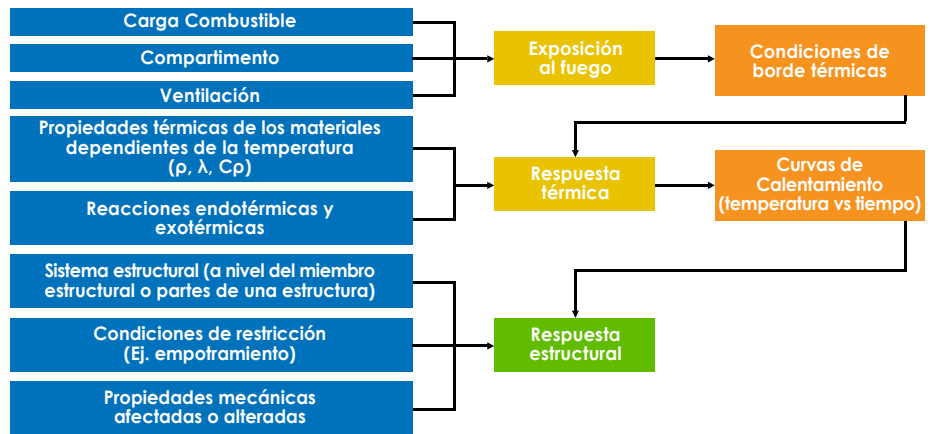 Carga Combustible
Compartimento
Ventilación
Exposición
al fuego
Condiciones de
borde térmicas
Propiedades térmicas de los materiales
dependientes de la temperatura
(ρ, λ, Cρ)
Reacciones endotérmicas y
exotérmicas
Respuesta
térmica
Curvas de
Calentamiento
(temperatura vs tiempo)
Sistema estructural (a nivel del miembro
estructural o partes de una estructura)
Condiciones de restricción
(Ej. empotramiento)
Propiedades mecánicas
afectadas o alteradas
Respuesta
estructural